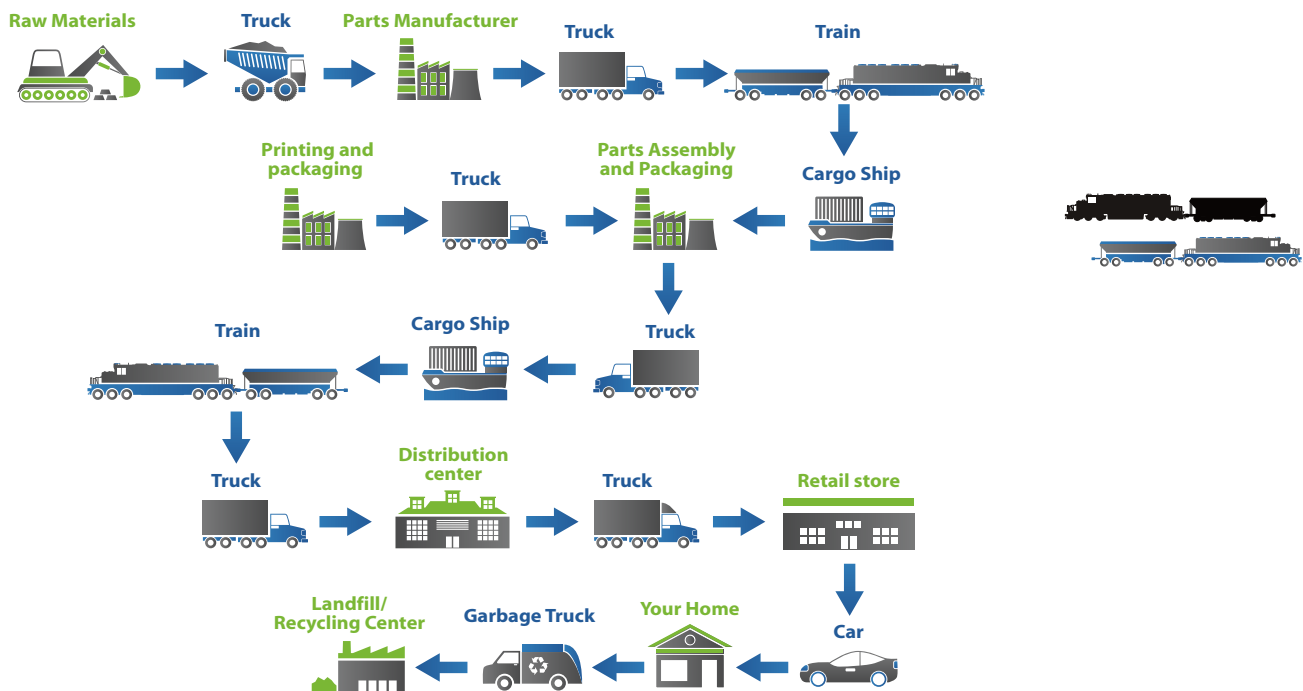 Raw Materials
Truck
Parts Manufacturer
Truck
Train
Printing and
packaging
Truck
Parts Assembly
and Packaging
Cargo Ship
Train
Cargo Ship
Truck
Truck
Distribution
center
Truck
Retail store
Landfill/
Recycling Center
Garbage Truck
Your Home
Car